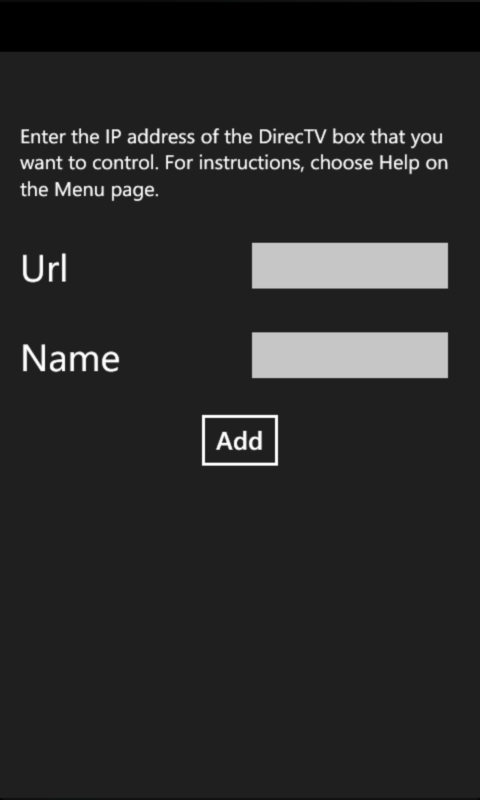 Enter the IP address of the DirecTV box that you
want to control. For instructions, choose Help on
the Menu page.
Url
Name
Add